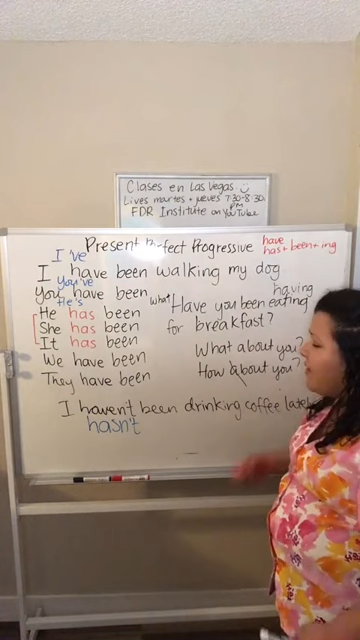 Clases en Las Vegas
Lives martes + jueves 7:30-8:30
pm
FDR Institute on YouTube
Present Perfect Progressive
have
has + been + ing
I've
I have been walking my dog
You've
You have been
He's
He has been
She has been
It has been
We have been
They have been
having
What Have you been eating
for breakfast?
What about you?
How about you?
I haven't been drinking coffee
hasn't